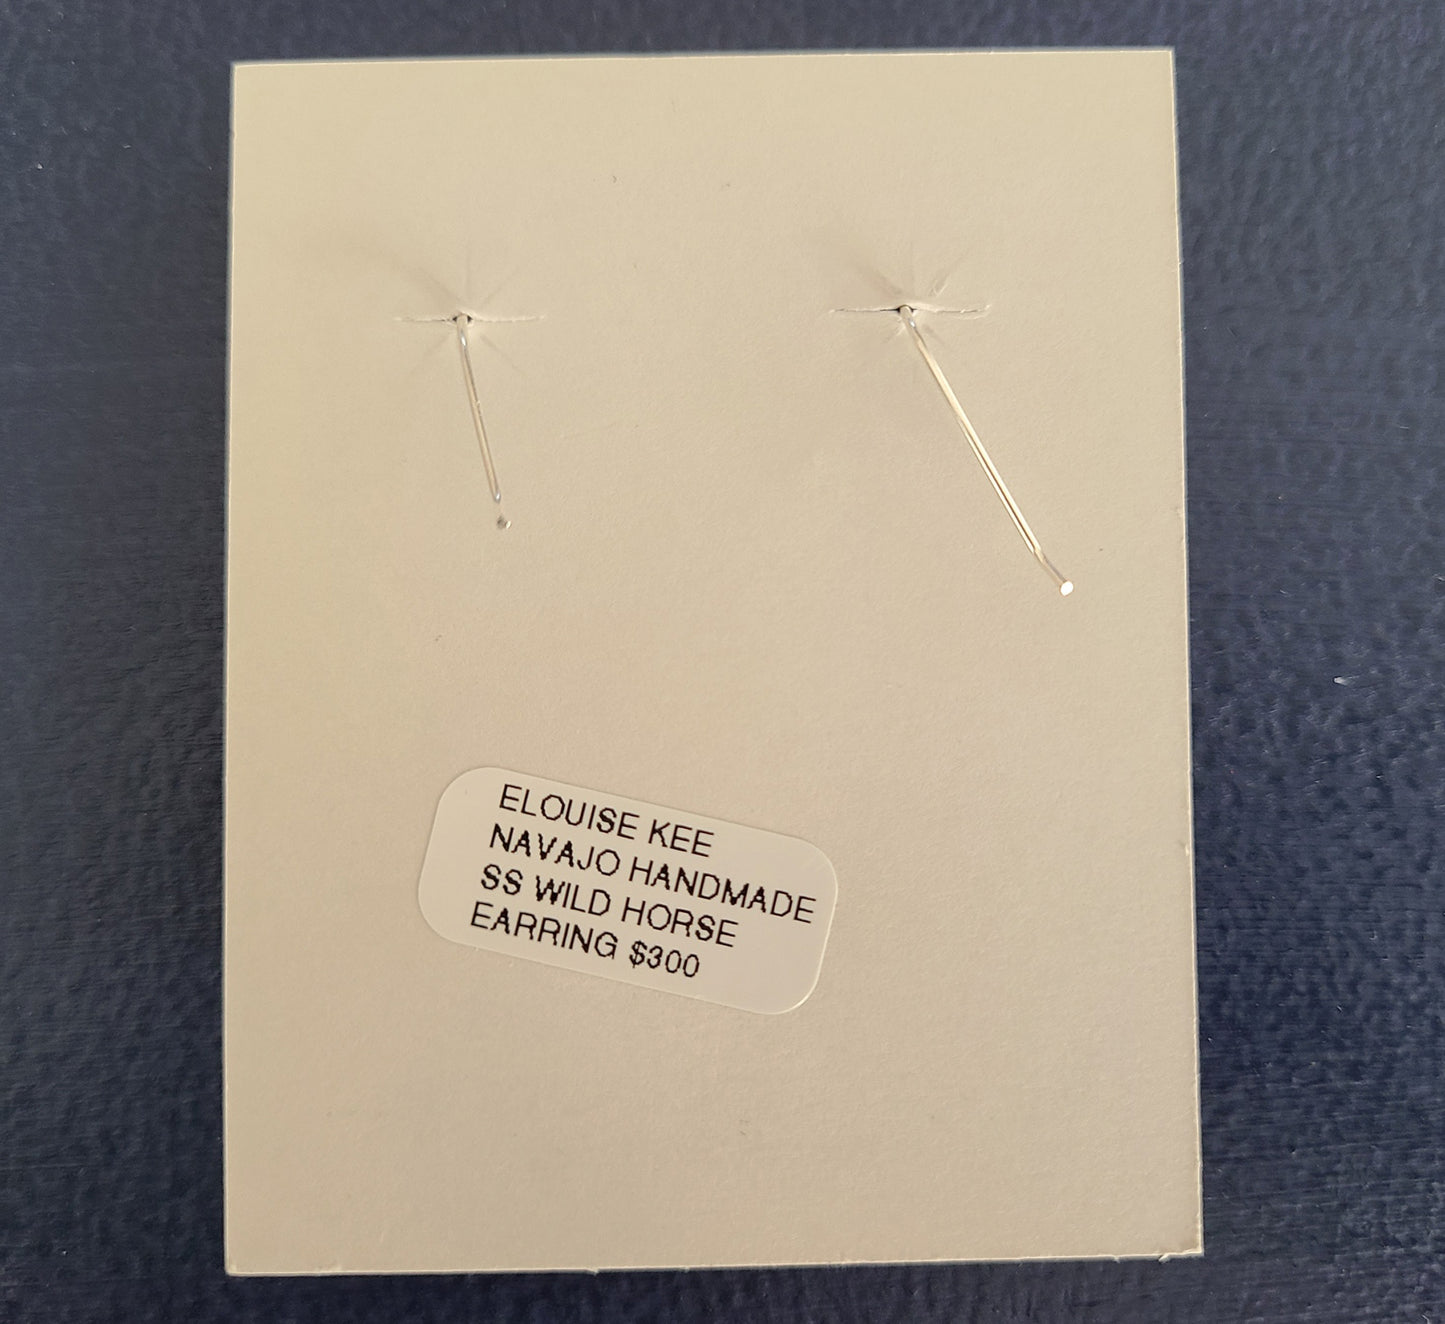 ELOUISE KEE
NAVAJO HANDMADE
SS WILD HORSE
EARRING $300